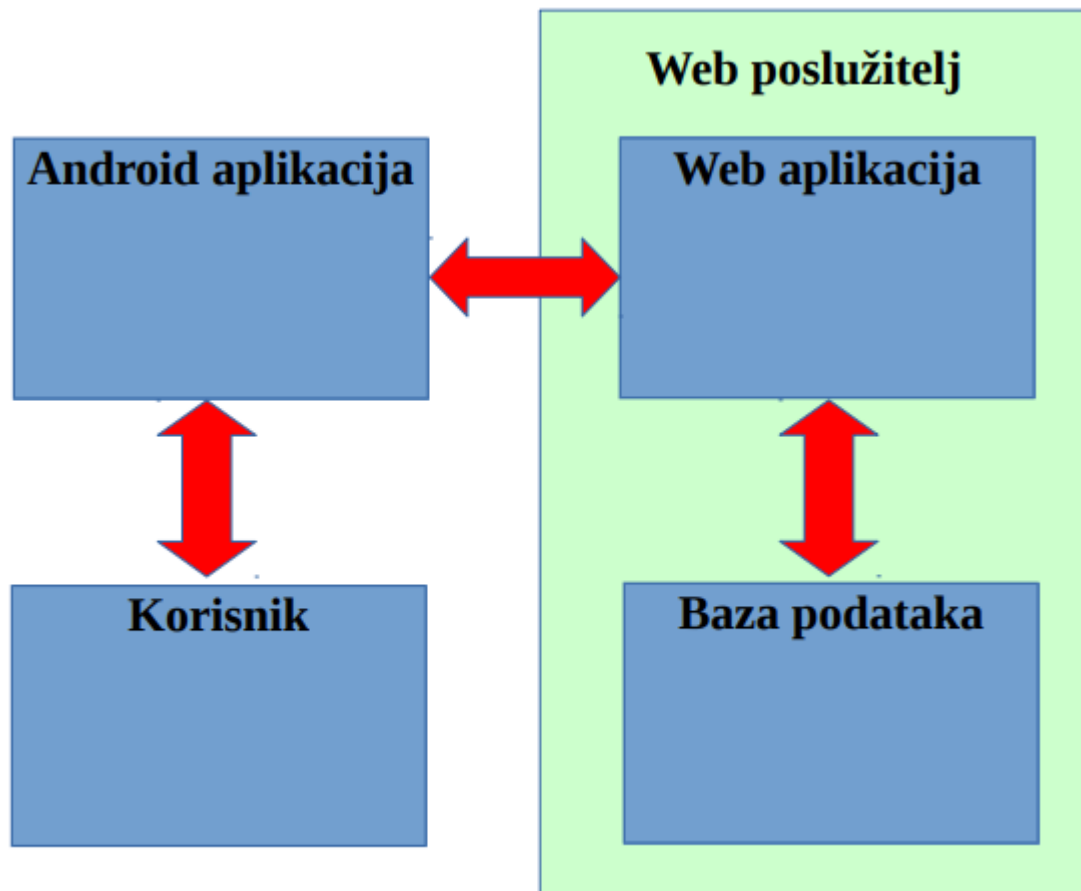 Web poslužitelj
Android aplikacija
Web aplikacija
Korisnik
Baza podataka